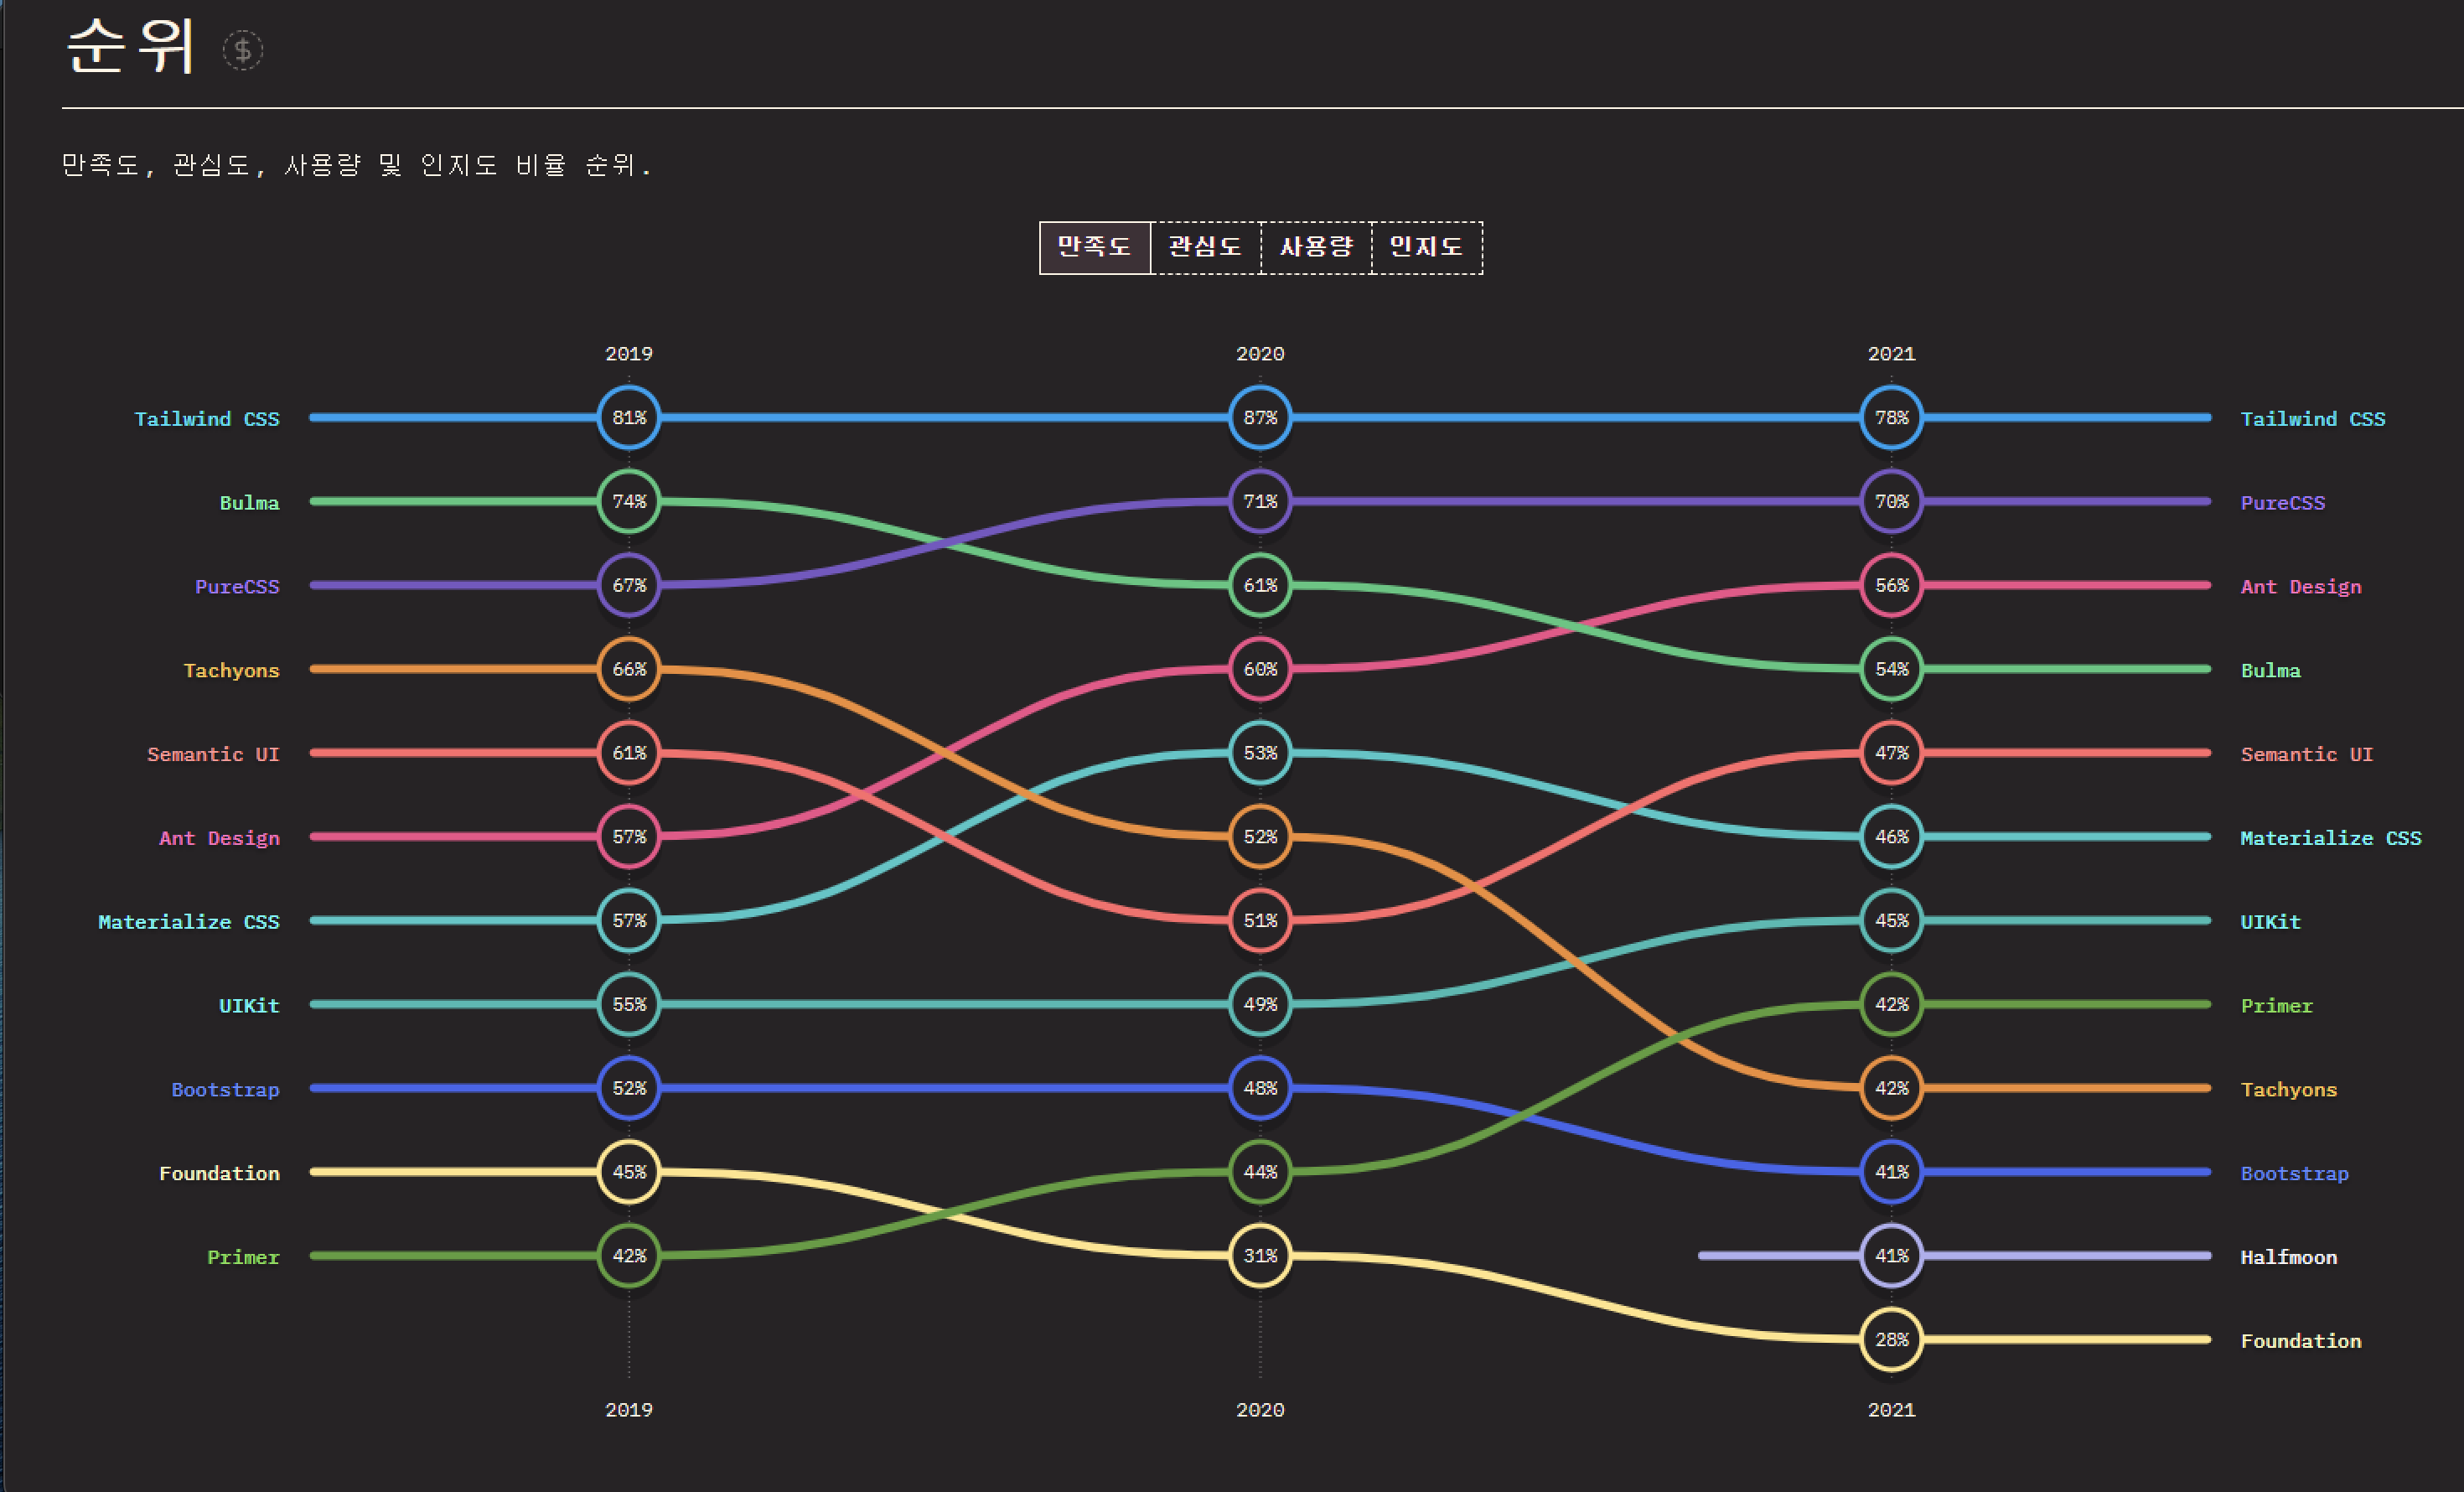 순위 $
만족도, 관심도, 사용량 및 인지도 비율 순위.
만족도 관심도 사용량 인지도
2019 2020 2021
Tailwind CSS 81% 87% 78% Tailwind CSS
Bulma 74% 71% 70% PureCSS
PureCSS 67% 61% 56% Ant Design
Tachyons 66% 60% 54% Bulma
Semantic UI 61% 53% 47% Semantic UI
Ant Design 57% 52% 46% Materialize CSS
Materialize CSS 57% 51% 45% UIKit
UIKit 55% 49% 42% Primer
Bootstrap 52% 48% 42% Tachyons
Foundation 45% 44% 41% Bootstrap
Primer 42% 31% 41% Halfmoon
28% Foundation
2019 2020 2021